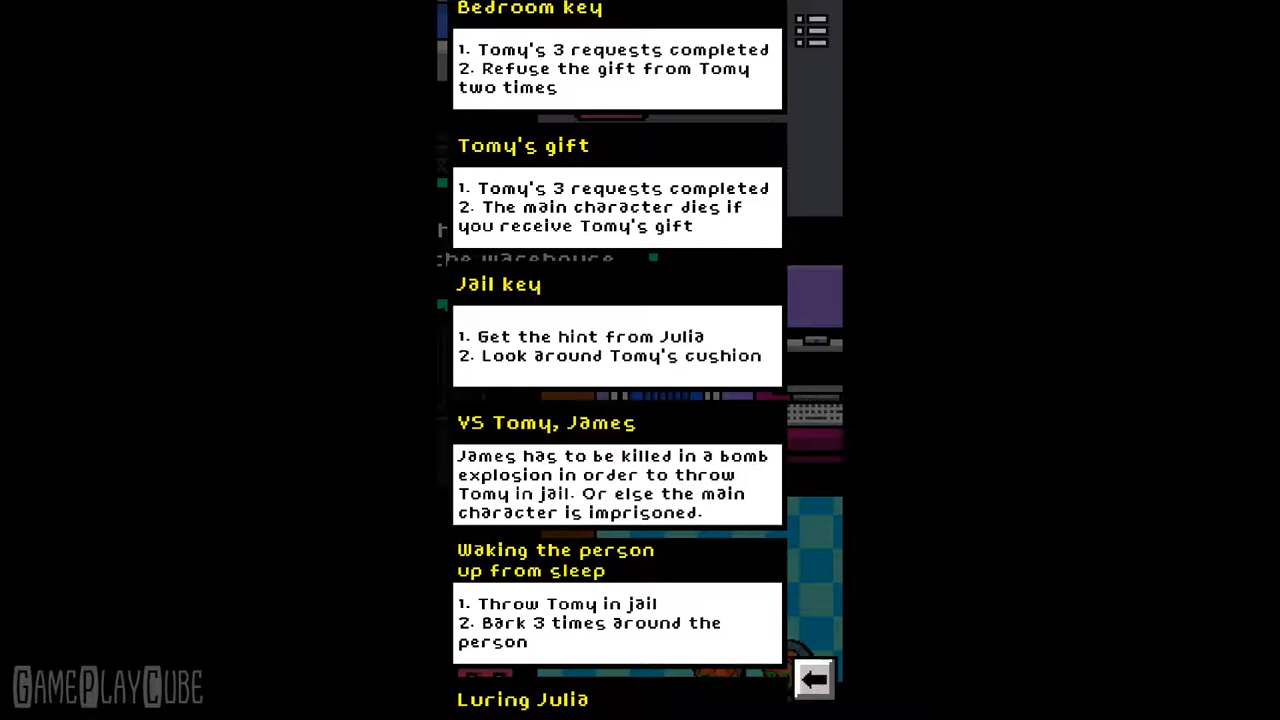 Bedroom key
1. Tomy's 3 requests completed
2. Refuse the gift from Tomy
two times
Tomy's gift
1. Tomy's 3 requests completed
2. The main character dies if
you receive Tomy's gift
the warehouse
Jail key
1. Get the hint from Julia
2. Look around Tomy's cushion
VS Tomy, James
James has to be killed in a bomb
explosion in order to throw
Tomy in jail. Or else the main
character is imprisoned.
Waking the person
up from sleep
1. Throw Tomy in jail
2. Bark 3 times around the
person
Luring Julia
GamePlayCube